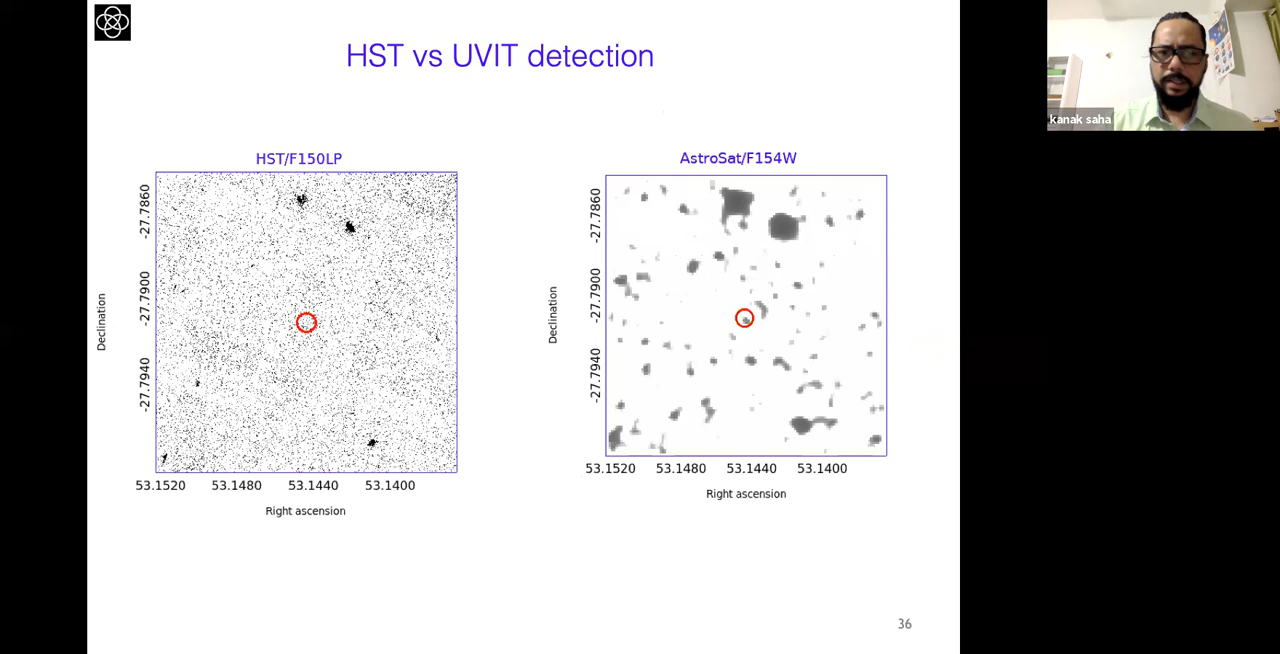 HST vs UVIT detection
kanak saha
HST/F150LP
-27.7860
-27.7900
-27.7940
Declination
53.1520
53.1480
53.1440
53.1400
Right ascension
AstroSat/F154W
-27.7860
-27.7900
-27.7940
Declination
53.1520
53.1480
53.1440
53.1400
Right ascension
36